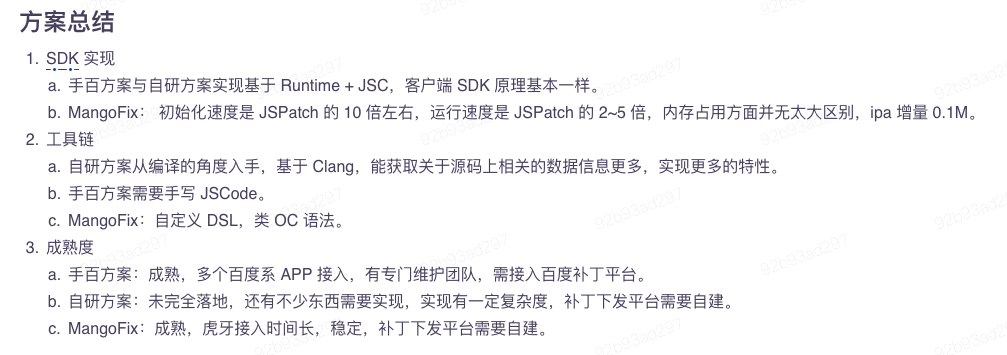 方案总结
1. SDK 实现
a. 手百方案与自研方案实现基于 Runtime + JSC，客户端 SDK 原理基本一样。
b. MangoFix： 初始化速度是 JSPatch 的 10 倍左右，运行速度是 JSPatch 的 2~5 倍，内存占用方面并无太大区别，ipa 增量 0.1M。
2. 工具链
a. 自研方案从编译的角度入手，基于 Clang，能获取关于源码上相关的数据信息更多，实现更多的特性。
b. 手百方案需要手写 JSCode。
c. MangoFix：自定义 DSL，类 OC 语法。
3. 成熟度
a. 手百方案：成熟，多个百度系 APP 接入，有专门维护团队，需接入百度补丁平台。
b. 自研方案：未完全落地，还有不少东西需要实现，实现有一定复杂度，补丁下发平台需要自建。
c. MangoFix：成熟，虎牙接入时间长，稳定，补丁下发平台需要自建。
92b93ad297